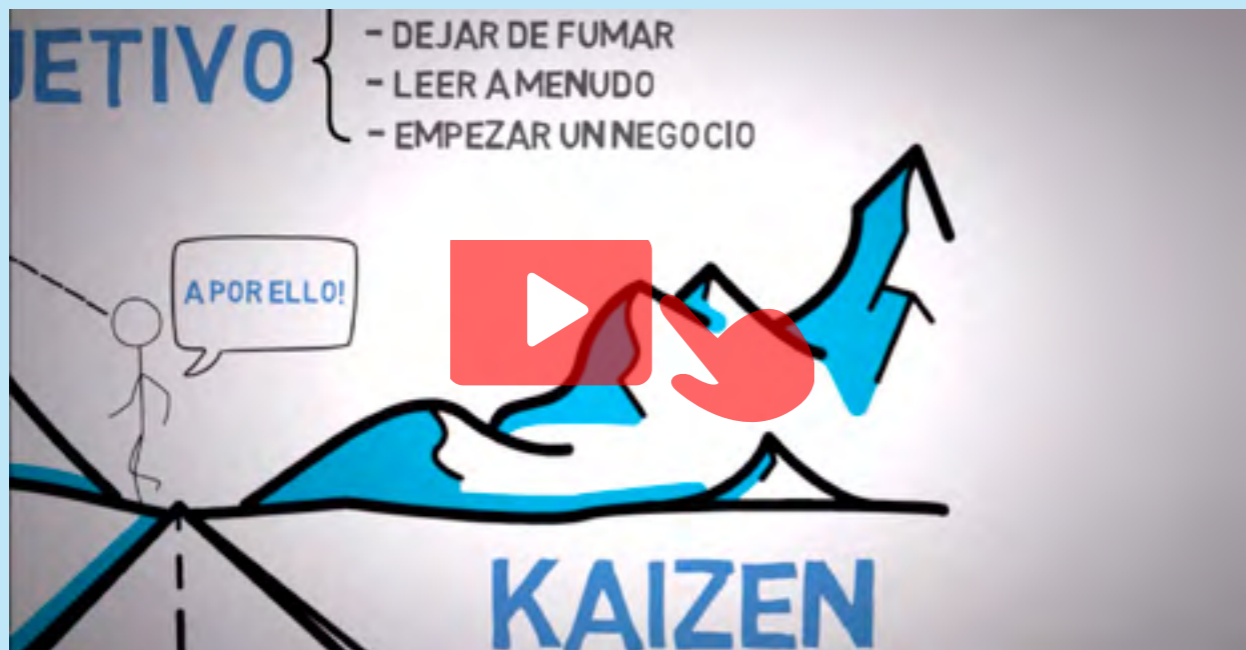 JETIVO
- DEJAR DE FUMAR
- LEER A MENUDO
- EMPEZAR UN NEGOCIO
A POR ELLO!
KAIZEN